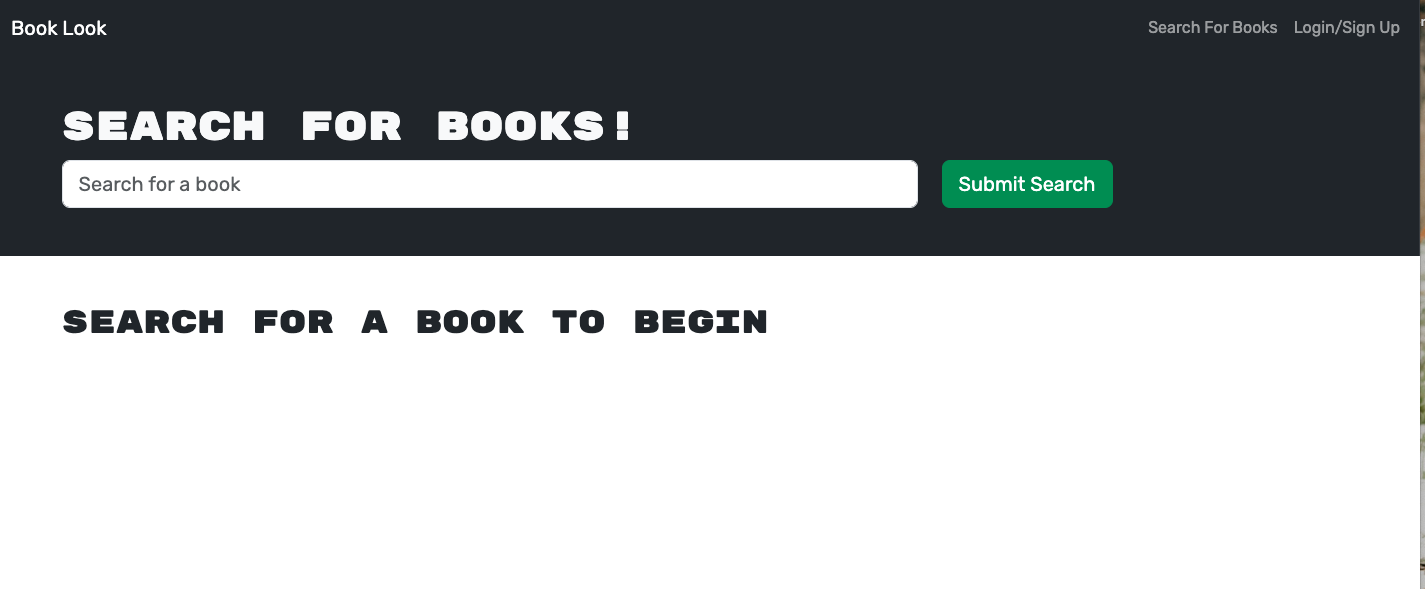 Book Look
Search For Books Login/Sign Up
SEARCH FOR BOOKS!
Search for a book
Submit Search
SEARCH FOR A BOOK TO BEGIN